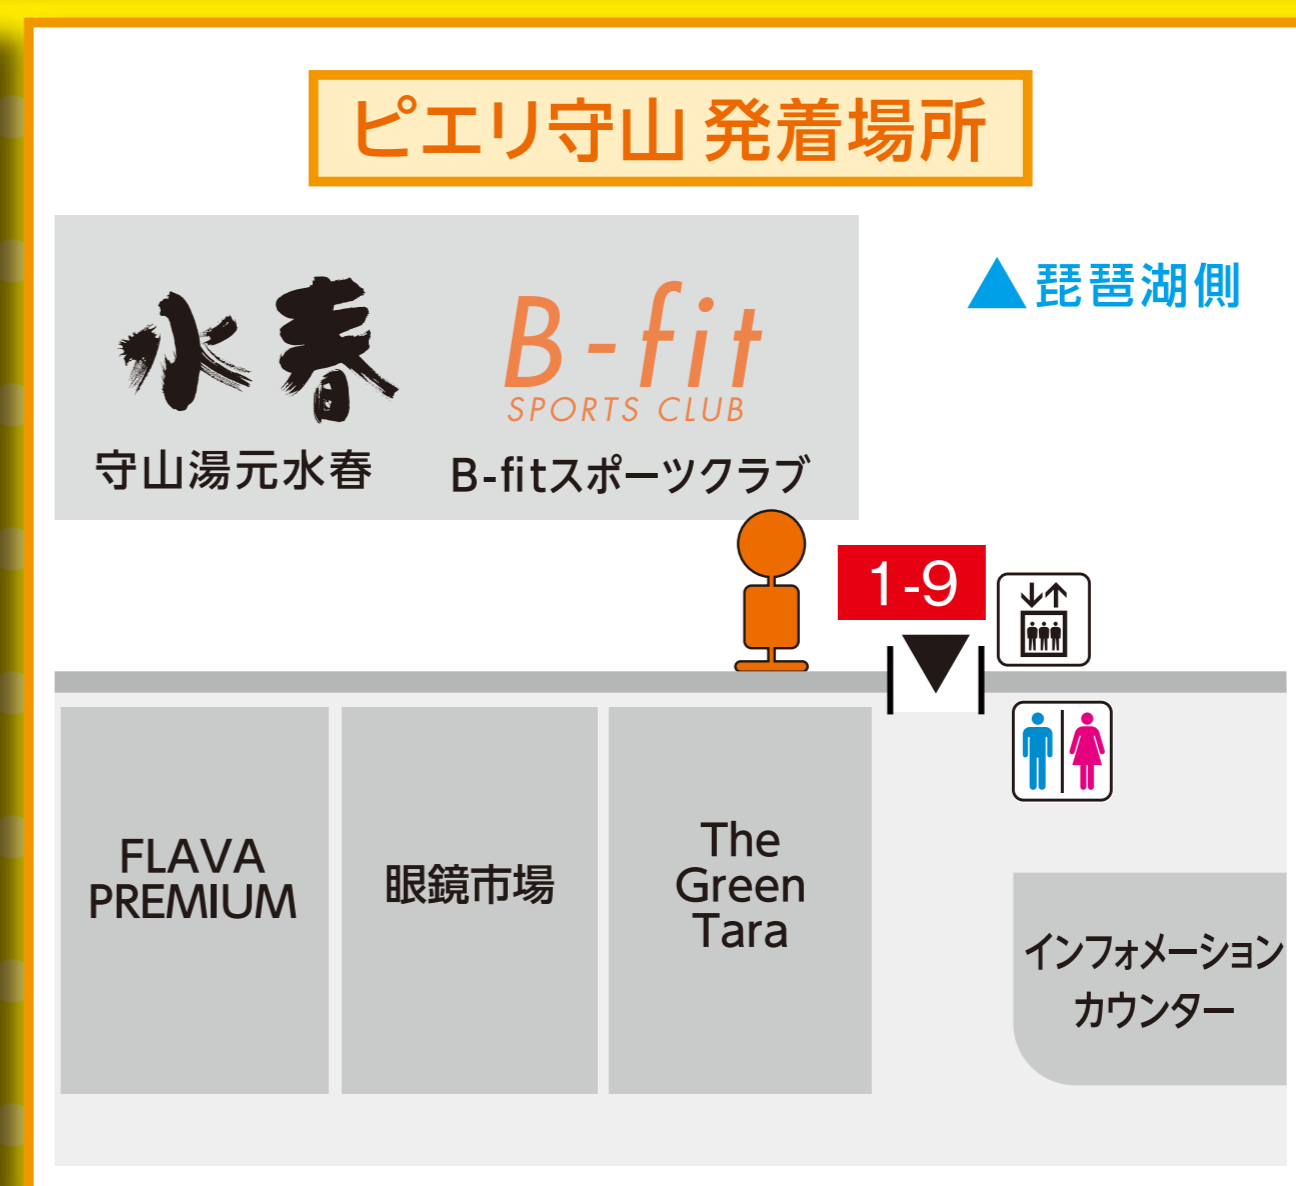 ピエリ守山 発着場所
▲琵琶湖側
水春
B-fit
SPORTS CLUB
守山湯元水春
B-fitスポーツクラブ
1-9
FLAVA
PREMIUM
眼鏡市場
The
Green
Tara
インフォメーション
カウンター